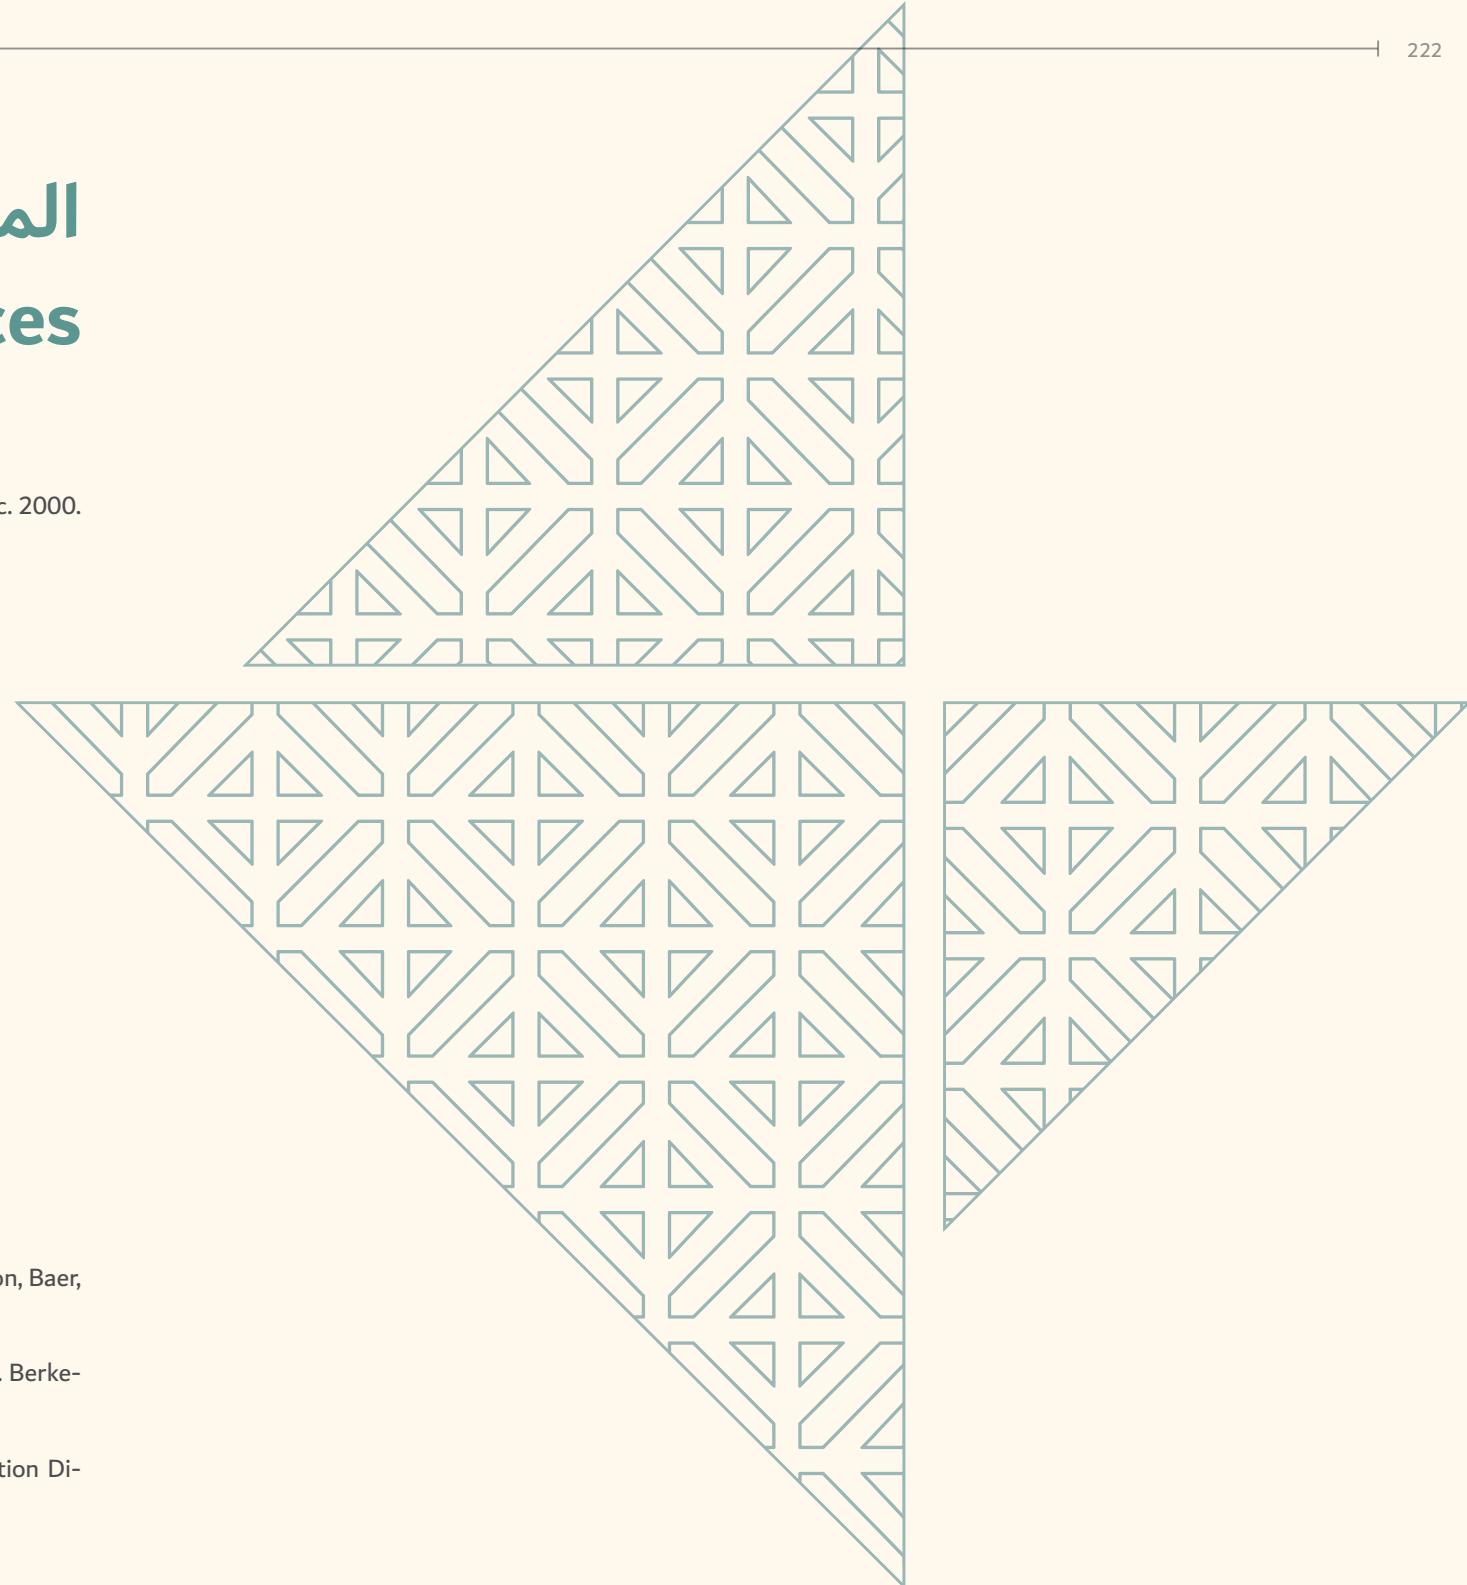 222
الم
ces
c. 2000.
on, Baer,
. Berke-
tion Di-